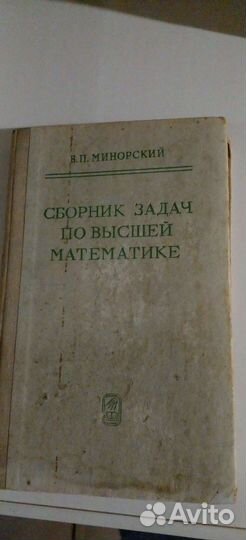 В.П. МИНОРСКИЙ
СБОРНИК ЗАДАЧ
ПО ВЫСШЕЙ
МАТЕМАТИКЕ
Avito